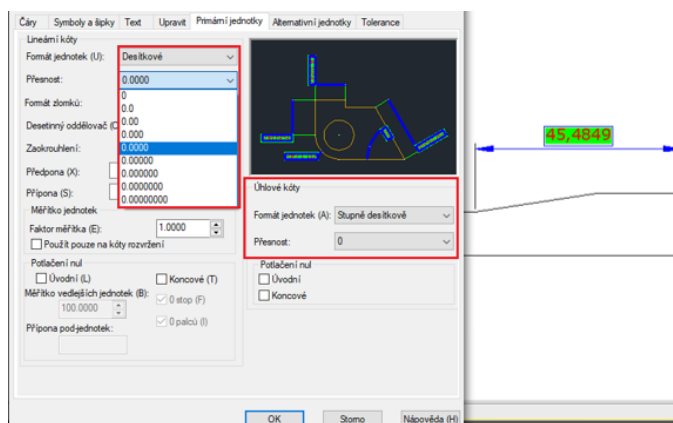 Čáry Symboly a šipky Text Upravit Primární jednotky Alternativní jednotky Tolerance
Lineární kóty
Formát jednotek (U): Desítkové
Přesnost: 0.0000
0
0.0
0.00
0.000
0.0000
0.00000
0.000000
0.0000000
0.00000000
Formát zlomků:
Desetinný oddělovač (C
Zaokrouhlení:
Předpona (X):
Přípona (S):
Měřítko jednotek
Faktor měřítka (E): 1.0000
Použít pouze na kóty rozvržení
Potlačení nul
Úvodní (L) Koncové (T)
Měřítko vedlejších jednotek (B): 0 stop (F)
100.0000
0 palců (I)
Přípona pod-jednotek:
Úhlové kóty
Formát jednotek (A): Stupně desítkově
Přesnost: 0
Potlačení nul
Úvodní
Koncové
OK Storno Nápověda (H)
45,4849